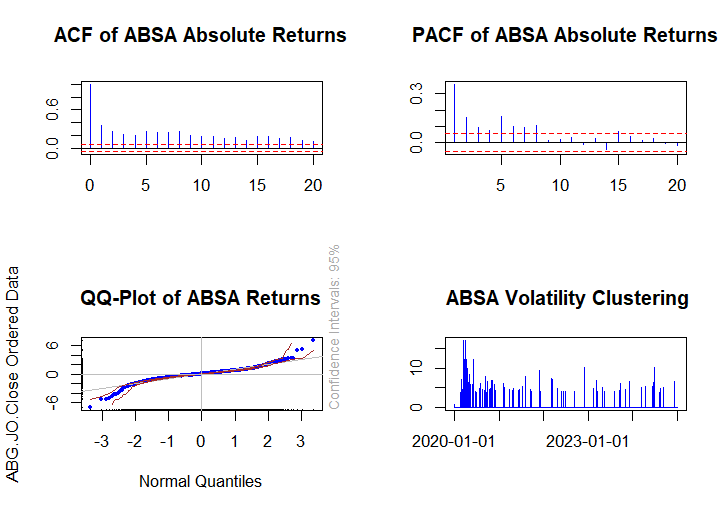 ACF of ABSA Absolute Returns
0.0 0.6
0 5 10 15 20
PACF of ABSA Absolute Returns
0.0 0.3
5 10 15 20
QQ-Plot of ABSA Returns
ABG.JO.Close Ordered Data
-6 0 6
-3 -2 -1 0 1 2 3
Normal Quantiles
Confidence Intervals: 95%
ABSA Volatility Clustering
0 10
2020-01-01 2023-01-01